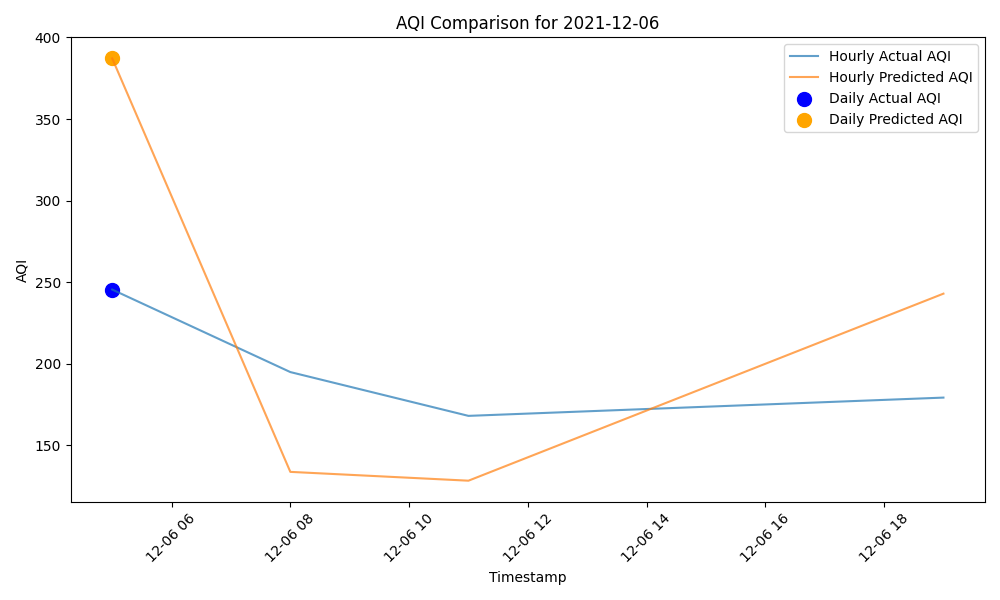 AQI Comparison for 2021-12-06
400
350
300
250
200
150
AQI
Hourly Actual AQI
Hourly Predicted AQI
Daily Actual AQI
Daily Predicted AQI
12-06 06
12-06 08
12-06 10
12-06 12
12-06 14
12-06 16
12-06 18
Timestamp